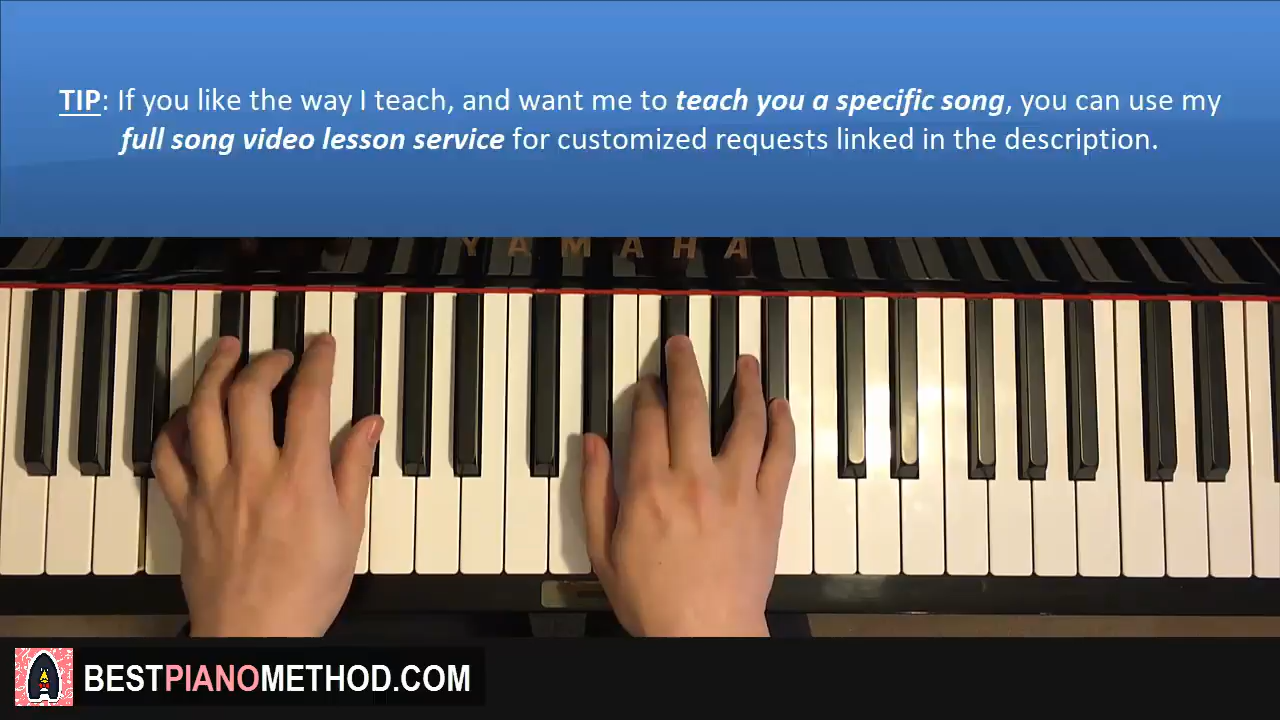 TIP: If you like the way I teach, and want me to teach you a specific song, you can use my
full song video lesson service for customized requests linked in the description.
YAMAHA
BESTPIANOMETHOD.COM